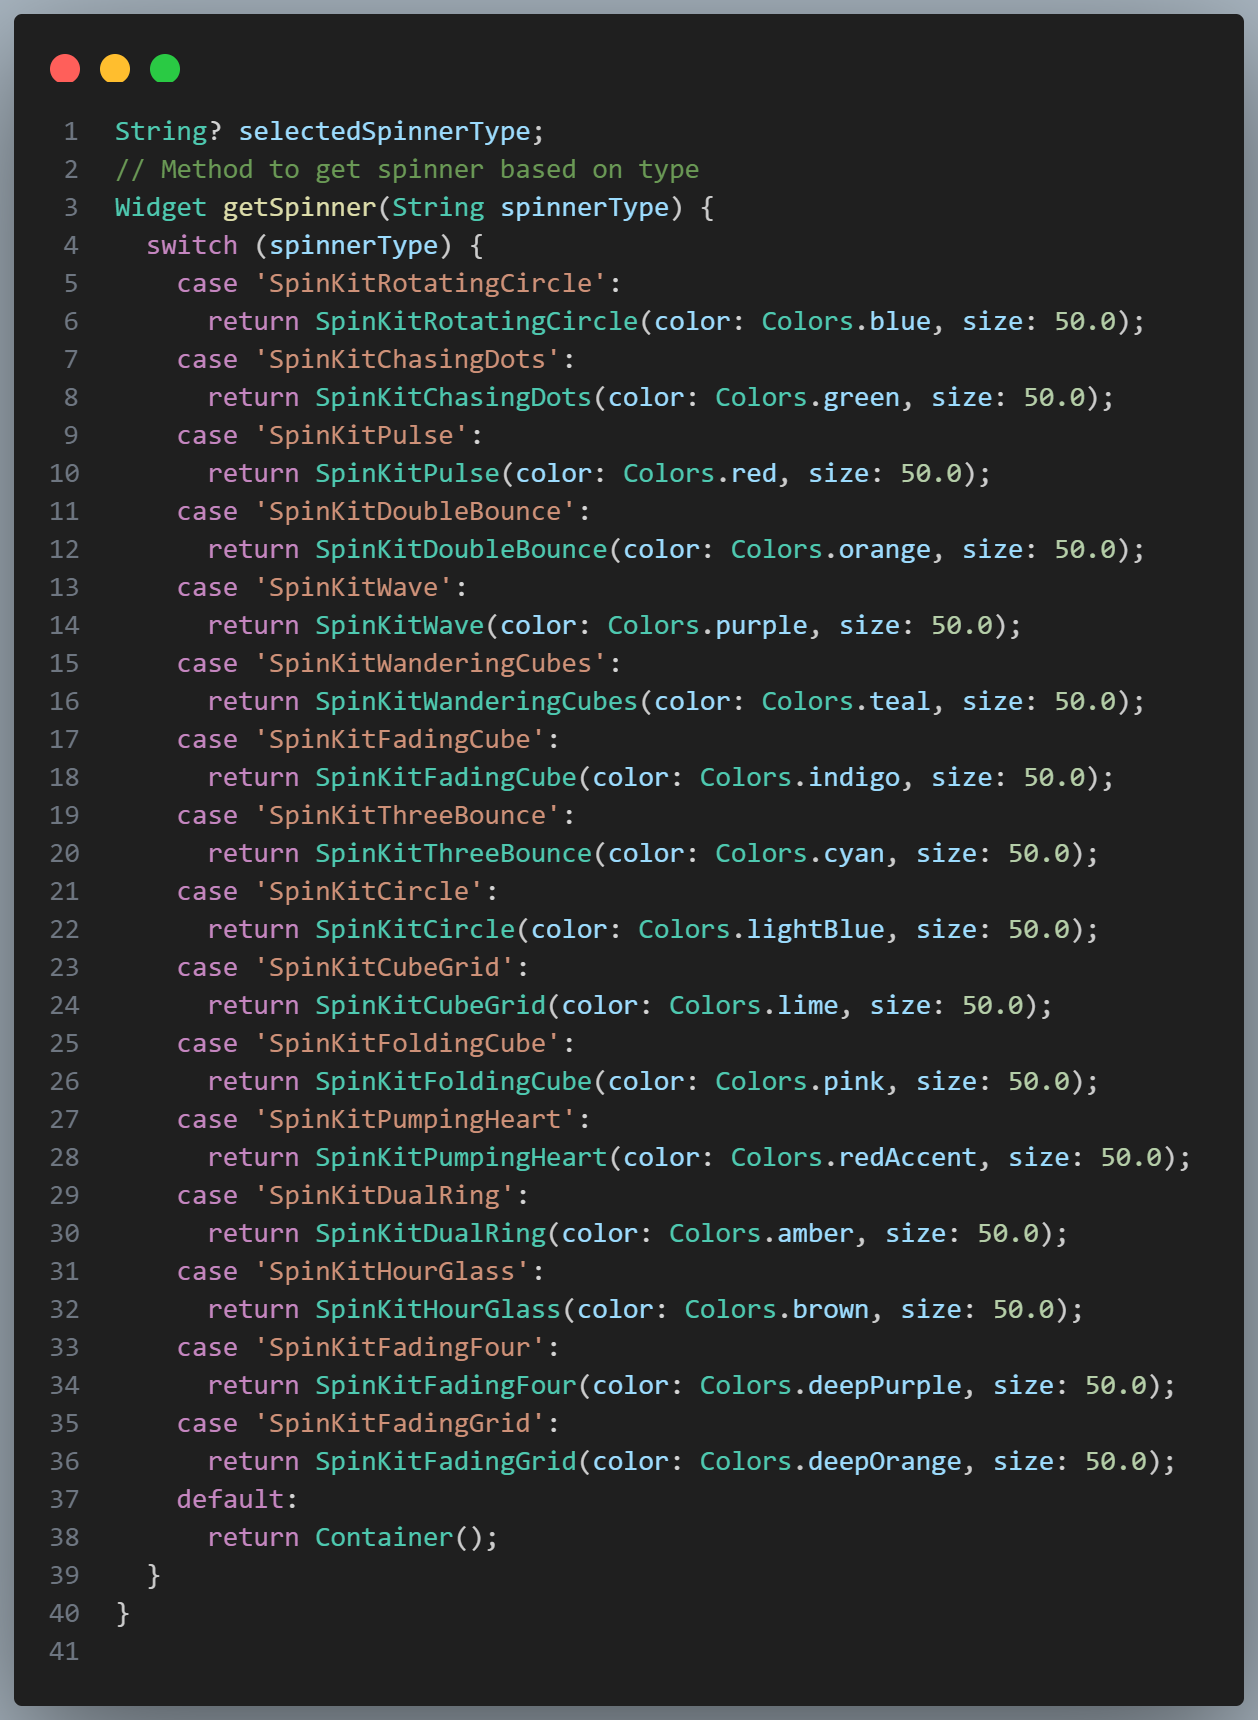 1 String? selectedSpinnerType;
2 // Method to get spinner based on type
3 Widget getSpinner(String spinnerType) {
4 switch (spinnerType) {
5 case 'SpinKitRotatingCircle':
6 return SpinKitRotatingCircle(color: Colors.blue, size: 50.0);
7 case 'SpinKitChasingDots':
8 return SpinKitChasingDots(color: Colors.green, size: 50.0);
9 case 'SpinKitPulse':
10 return SpinKitPulse(color: Colors.red, size: 50.0);
11 case 'SpinKitDoubleBounce':
12 return SpinKitDoubleBounce(color: Colors.orange, size: 50.0);
13 case 'SpinKitWave':
14 return SpinKitWave(color: Colors.purple, size: 50.0);
15 case 'SpinKitWanderingCubes':
16 return SpinKitWanderingCubes(color: Colors.teal, size: 50.0);
17 case 'SpinKitFadingCube':
18 return SpinKitFadingCube(color: Colors.indigo, size: 50.0);
19 case 'SpinKitThreeBounce':
20 return SpinKitThreeBounce(color: Colors.cyan, size: 50.0);
21 case 'SpinKitCircle':
22 return SpinKitCircle(color: Colors.lightBlue, size: 50.0);
23 case 'SpinKitCubeGrid':
24 return SpinKitCubeGrid(color: Colors.lime, size: 50.0);
25 case 'SpinKitFoldingCube':
26 return SpinKitFoldingCube(color: Colors.pink, size: 50.0);
27 case 'SpinKitPumpingHeart':
28 return SpinKitPumpingHeart(color: Colors.redAccent, size: 50.0);
29 case 'SpinKitDualRing':
30 return SpinKitDualRing(color: Colors.amber, size: 50.0);
31 case 'SpinKitHourGlass':
32 return SpinKitHourGlass(color: Colors.brown, size: 50.0);
33 case 'SpinKitFadingFour':
34 return SpinKitFadingFour(color: Colors.deepPurple, size: 50.0);
35 case 'SpinKitFadingGrid':
36 return SpinKitFadingGrid(color: Colors.deepOrange, size: 50.0);
37 default:
38 return Container();
39 }
40 }
41